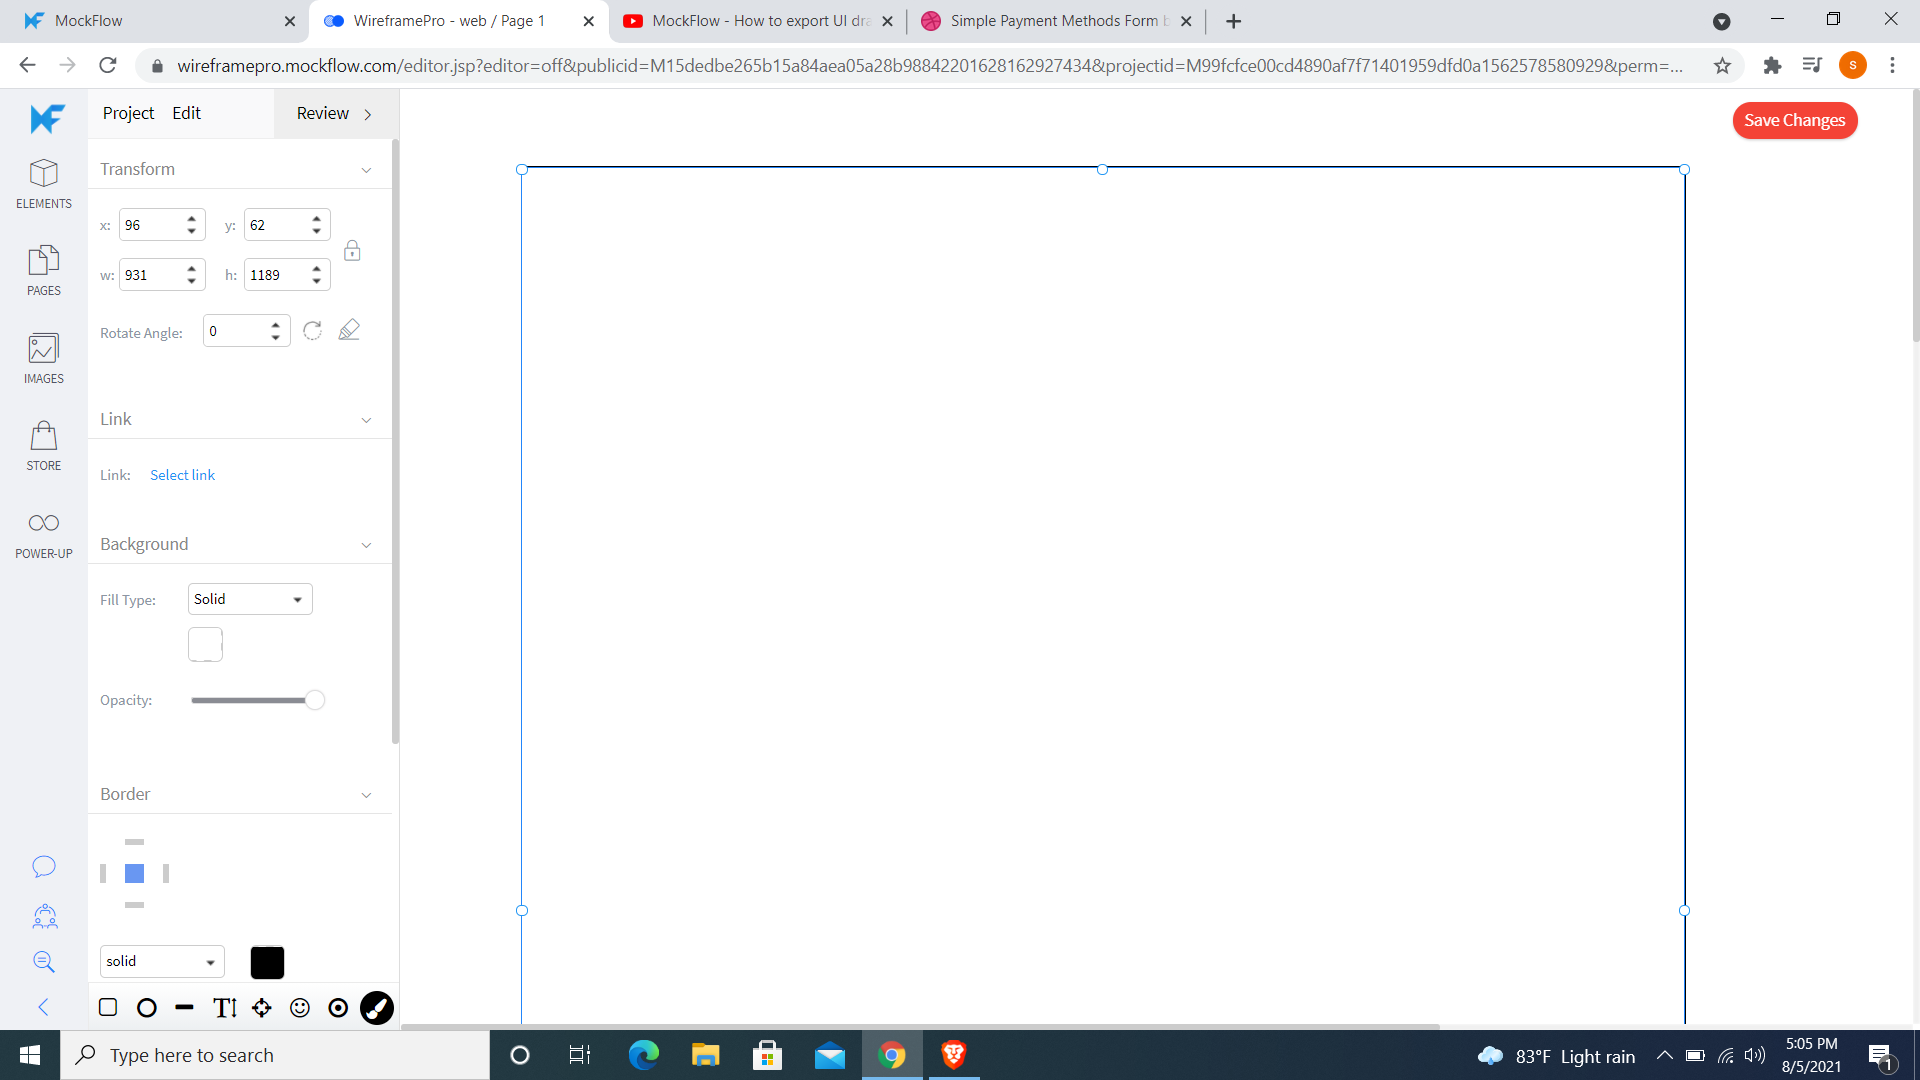 MockFlow
WireframePro - web / Page 1
MockFlow - How to export UI dra
Simple Payment Methods Form b
wireframepro.mockflow.com/editor.jsp?editor=off&publicid=M15dedbe265b15a84aea05a28b98842201628162927434&projectid=M99fcfce00cd4890af7f71401959dfd0a1562578580929&perm=...
S
Project Edit Review
Save Changes
Transform
x: 96 y: 62
w: 931 h: 1189
Rotate Angle: 0
Link
Link: Select link
Background
Fill Type: Solid
Opacity:
Border
solid
ELEMENTS
PAGES
IMAGES
STORE
POWER-UP
T
Type here to search
83°F Light rain
5:05 PM
8/5/2021
1